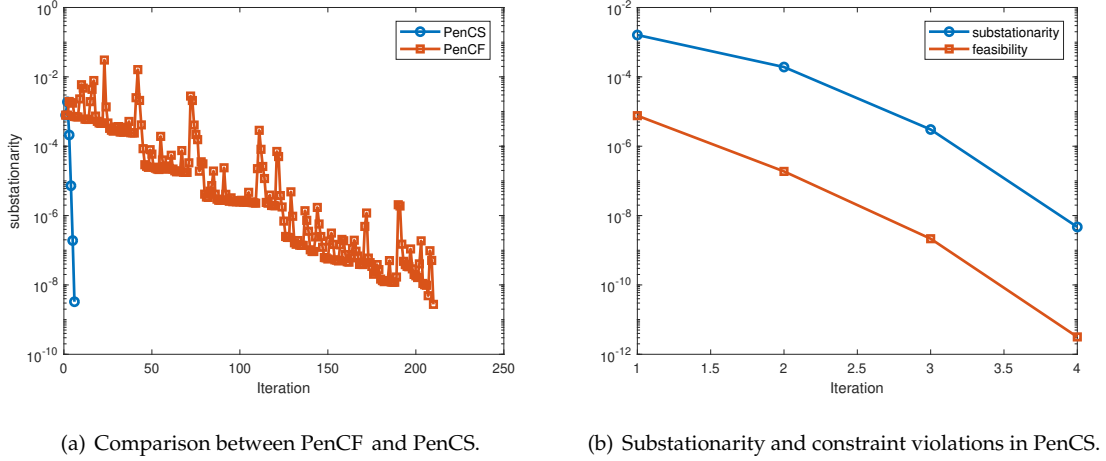 10^0
10^-2
10^-4
10^-6
10^-8
10^-10
substationarity
0 50 100 150 200 250
Iteration
PenCS
PenCF
(a) Comparison between PenCF and PenCS.
10^-2
10^-4
10^-6
10^-8
10^-10
10^-12
1 1.5 2 2.5 3 3.5 4
Iteration
substationarity
feasibility
(b) Substationarity and constraint violations in PenCS.